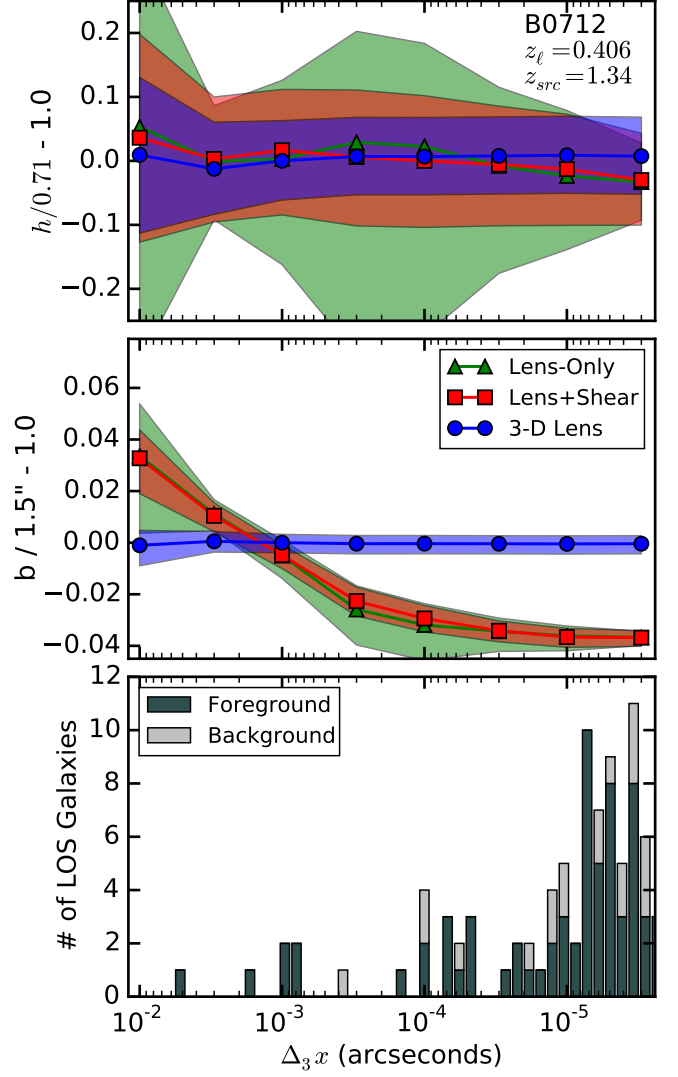 B0712
z_ℓ =0.406
z_src =1.34
h/0.71 - 1.0
0.2
0.1
0.0
−0.1
−0.2
Lens-Only
Lens+Shear
3-D Lens
b / 1.5" - 1.0
0.06
0.04
0.02
0.00
−0.02
−0.04
Foreground
Background
# of LOS Galaxies
12
10
8
6
4
2
0
10⁻² 10⁻³ 10⁻⁴ 10⁻⁵
Δ₃x (arcseconds)